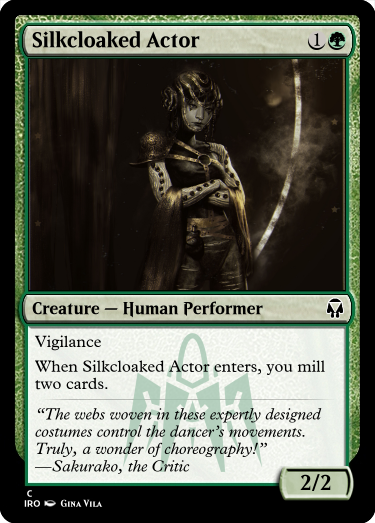 Silkcloaked Actor 1
Creature — Human Performer
Vigilance
When Silkcloaked Actor enters, you mill
two cards.
“The webs woven in these expertly designed
costumes control the dancer’s movements.
Truly, a wonder of choreography!”
—Sakurako, the Critic
2/2
C
IRO Gina Vila